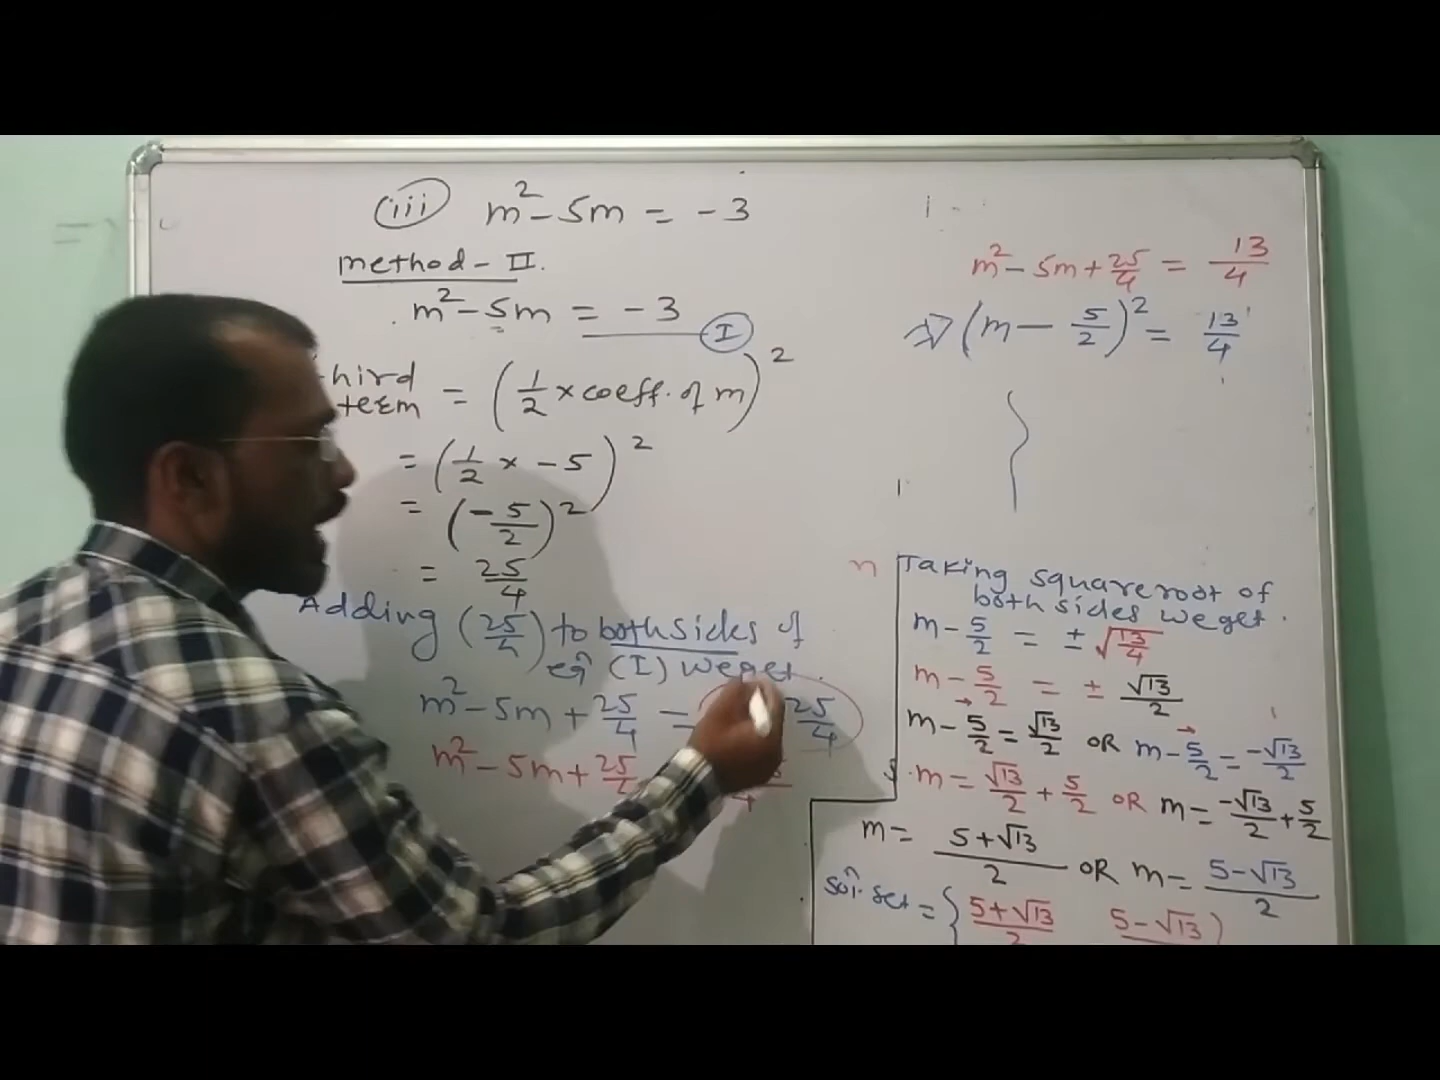 (iii) m² - 5m = -3
method - II.
m² - 5m = -3 (I)
hird
teem = (1/2 × coeff. of m)²
= (1/2 × -5)²
= (-5/2)²
= 25/4
Adding (25/4) to both sides of
eqⁿ (I) we get.
m² - 5m + 25/4 = 25/4
m² - 5m + 25/
4
m² - 5m + 25/4 = 13/4
⇒ (m - 5/2)² = 13/4
n Taking square root of
both sides we get.
m - 5/2 = ± √13/4
m - 5/2 = ± √13/2
m - 5/2 = √13/2 OR m - 5/2 = -√13/2
m = √13/2 + 5/2 OR m = -√13/2 + 5/2
m = 5+√13/2 OR m = 5-√13/2
Solⁿ. set = { 5+√13/2 5-√13 }